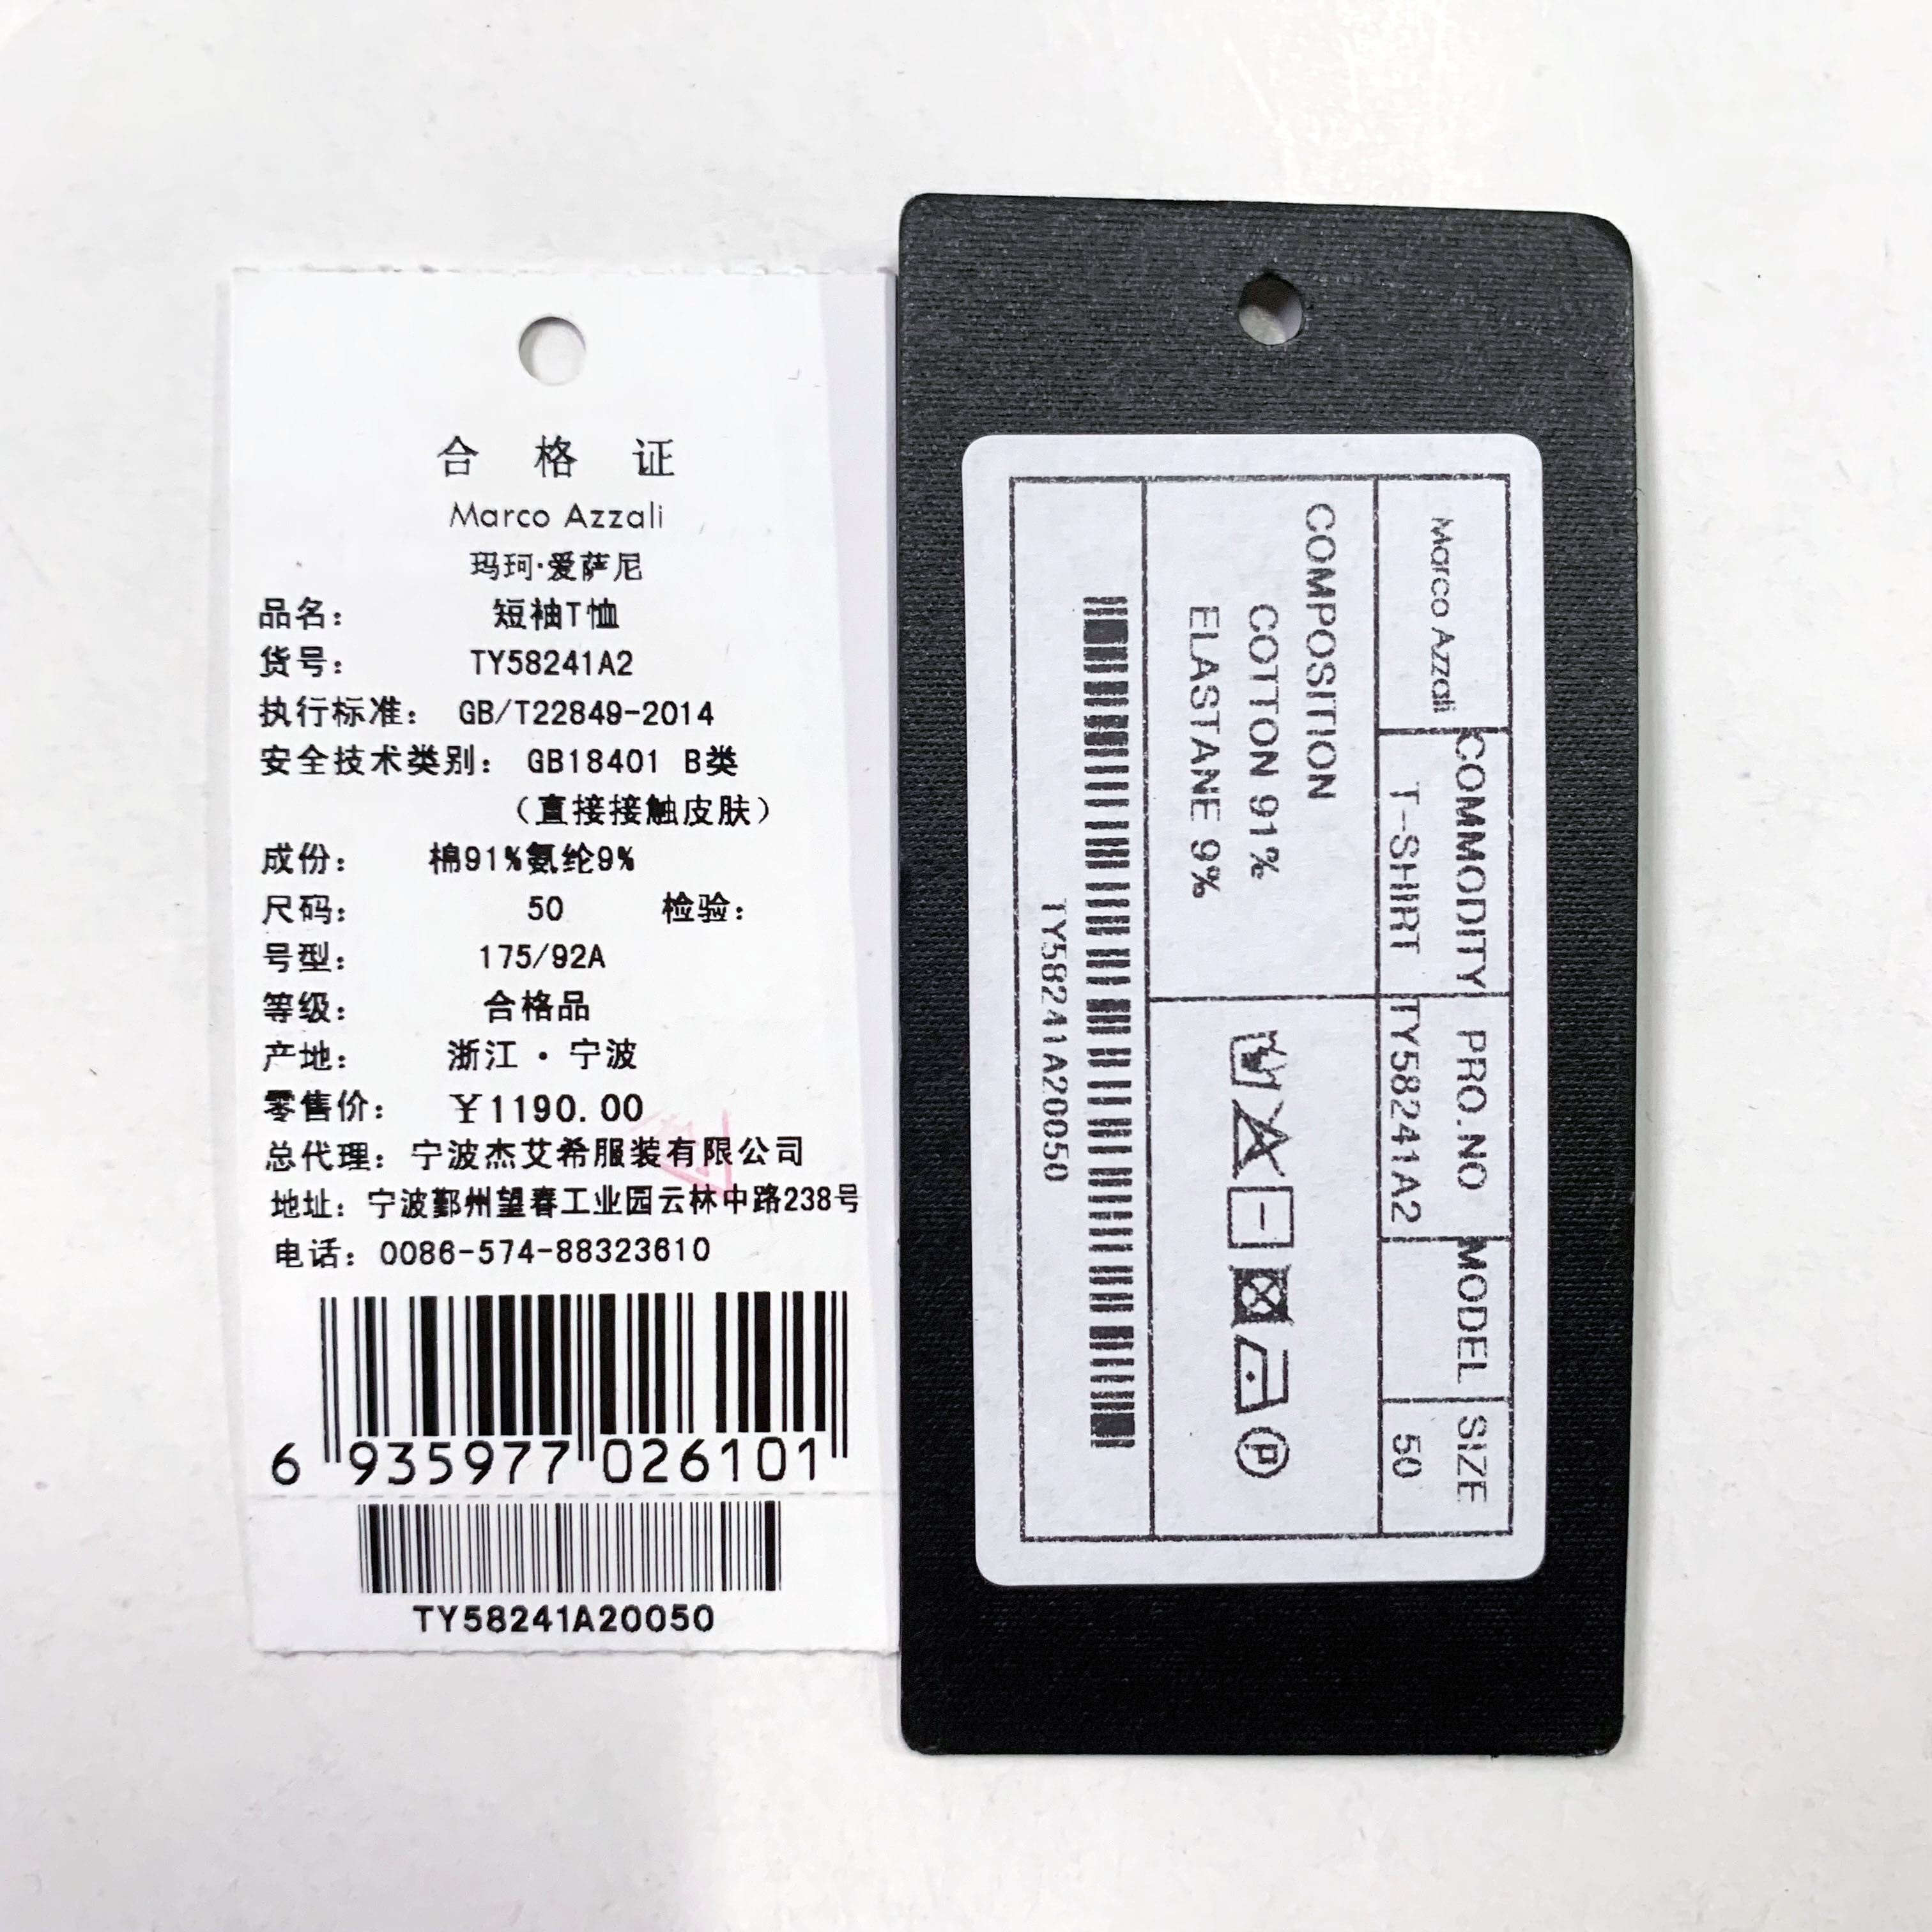 合格证
Marco Azzali
玛珂·爱萨尼
品名： 短袖T恤
货号： TY58241A2
执行标准： GB/T22849-2014
安全技术类别： GB18401 B类
（直接接触皮肤）
成份： 棉91%氨纶9%
尺码： 50 检验：
号型： 175/92A
等级： 合格品
产地： 浙江·宁波
零售价： ￥1190.00
总代理：宁波杰艾希服装有限公司
地址：宁波鄞州望春工业园云林中路238号
电话：0086-574-88323610
6 935977 026101
TY58241A20050
Marco Azzali
COMMODITY PRO.NO MODEL SIZE
T-SHIRT TY58241A2 50
COMPOSITION
COTTON 91%
ELASTANE 9%
P
TY58241A20050